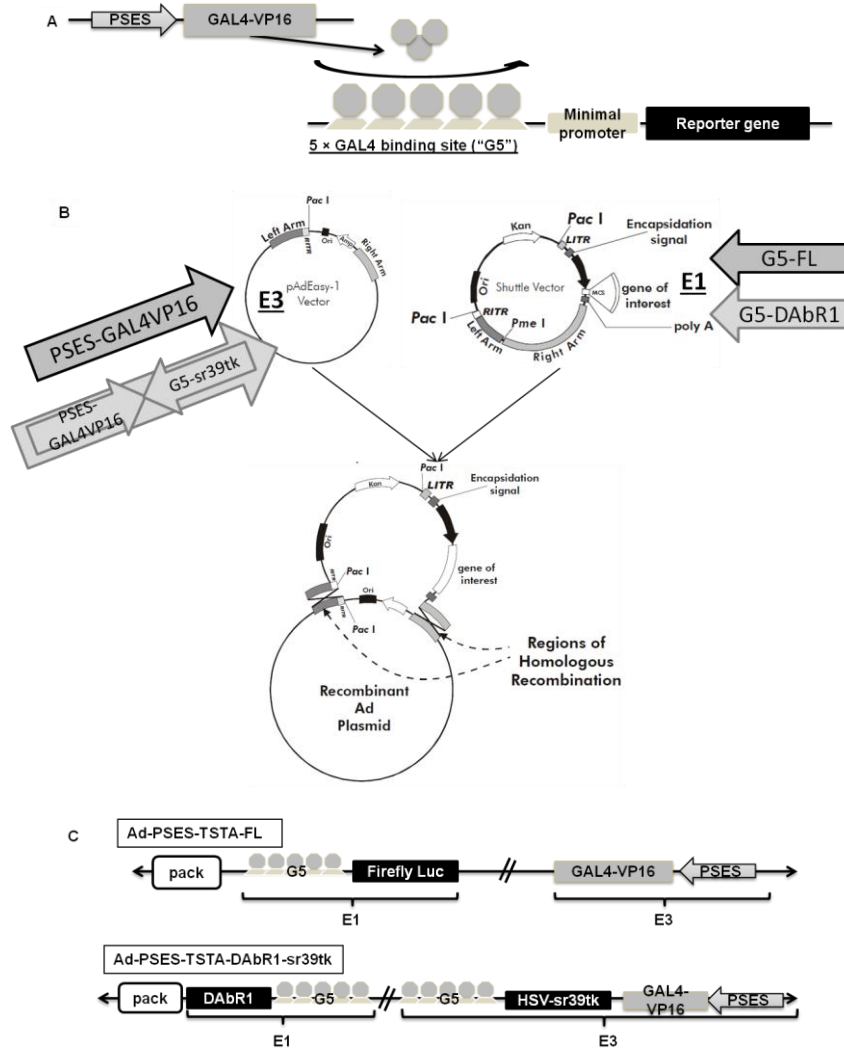 A
PSES
GAL4-VP16
5 × GAL4 binding site ("G5")
Minimal
promoter
Reporter gene
B
PSES-GAL4VP16
PSES-
GAL4VP16
G5-sr39tk
Pac I
Left Arm
RITR
Ori
Amp
Right Arm
E3
pAdEasy-1
Vector
Kan
Pac I
LITR
Encapsidation
signal
Ori
Shuttle Vector
MCS
gene of
interest
E1
Pac I
RITR
Left Arm
Pme I
Right Arm
poly A
G5-FL
G5-DAbR1
Pac I
LITR
Kan
Encapsidation
signal
Ori
gene of
interest
RITR
Pac I
RITR
Ori
Pac I
Regions of
Homologous
Recombination
Recombinant
Ad
Plasmid
C
Ad-PSES-TSTA-FL
pack
G5
Firefly Luc
GAL4-VP16
PSES
E1
E3
Ad-PSES-TSTA-DAbR1-sr39tk
pack
DAbR1
G5
G5
HSV-sr39tk
GAL4-
VP16
PSES
E1
E3